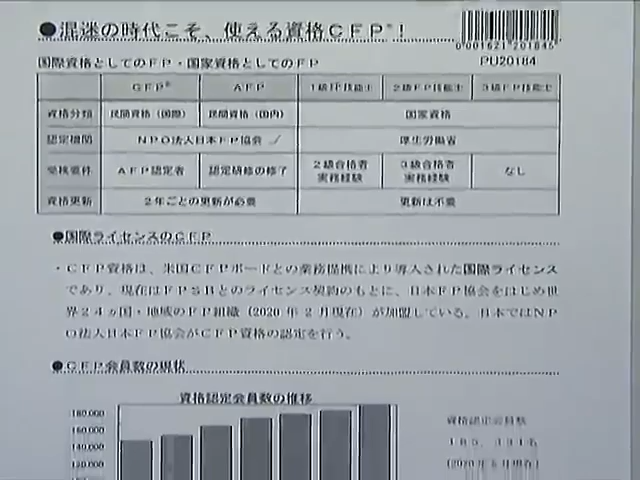 ●混迷の時代こそ、使える資格CFP®！
0001621201845
PU20184
国際資格としてのFP・国家資格としてのFP
CFP® AFP 1級FP技能士 2級FP技能士 3級FP技能士
資格分類 民間資格（国際） 民間資格（国内） 国家資格
認定機関 NPO法人日本FP協会 厚生労働省
受検要件 AFP認定者 認定研修の修了 2級合格者 実務経験 3級合格者 実務経験 なし
資格更新 2年ごとの更新が必要 更新は不要
●国際ライセンスのCFP
・CFP資格は、米国CFPボードとの業務提携により導入された国際ライセンス
であり、現在はFPSBとのライセンス契約のもとに、日本FP協会をはじめ世
界24ヵ国・地域のFP組織（2020年2月現在）が加盟している。日本ではNP
O法人日本FP協会がCFP資格の認定を行う。
●CFP会員数の現状
資格認定会員数の推移
180,000
160,000
140,000
120,000
資格認定会員数